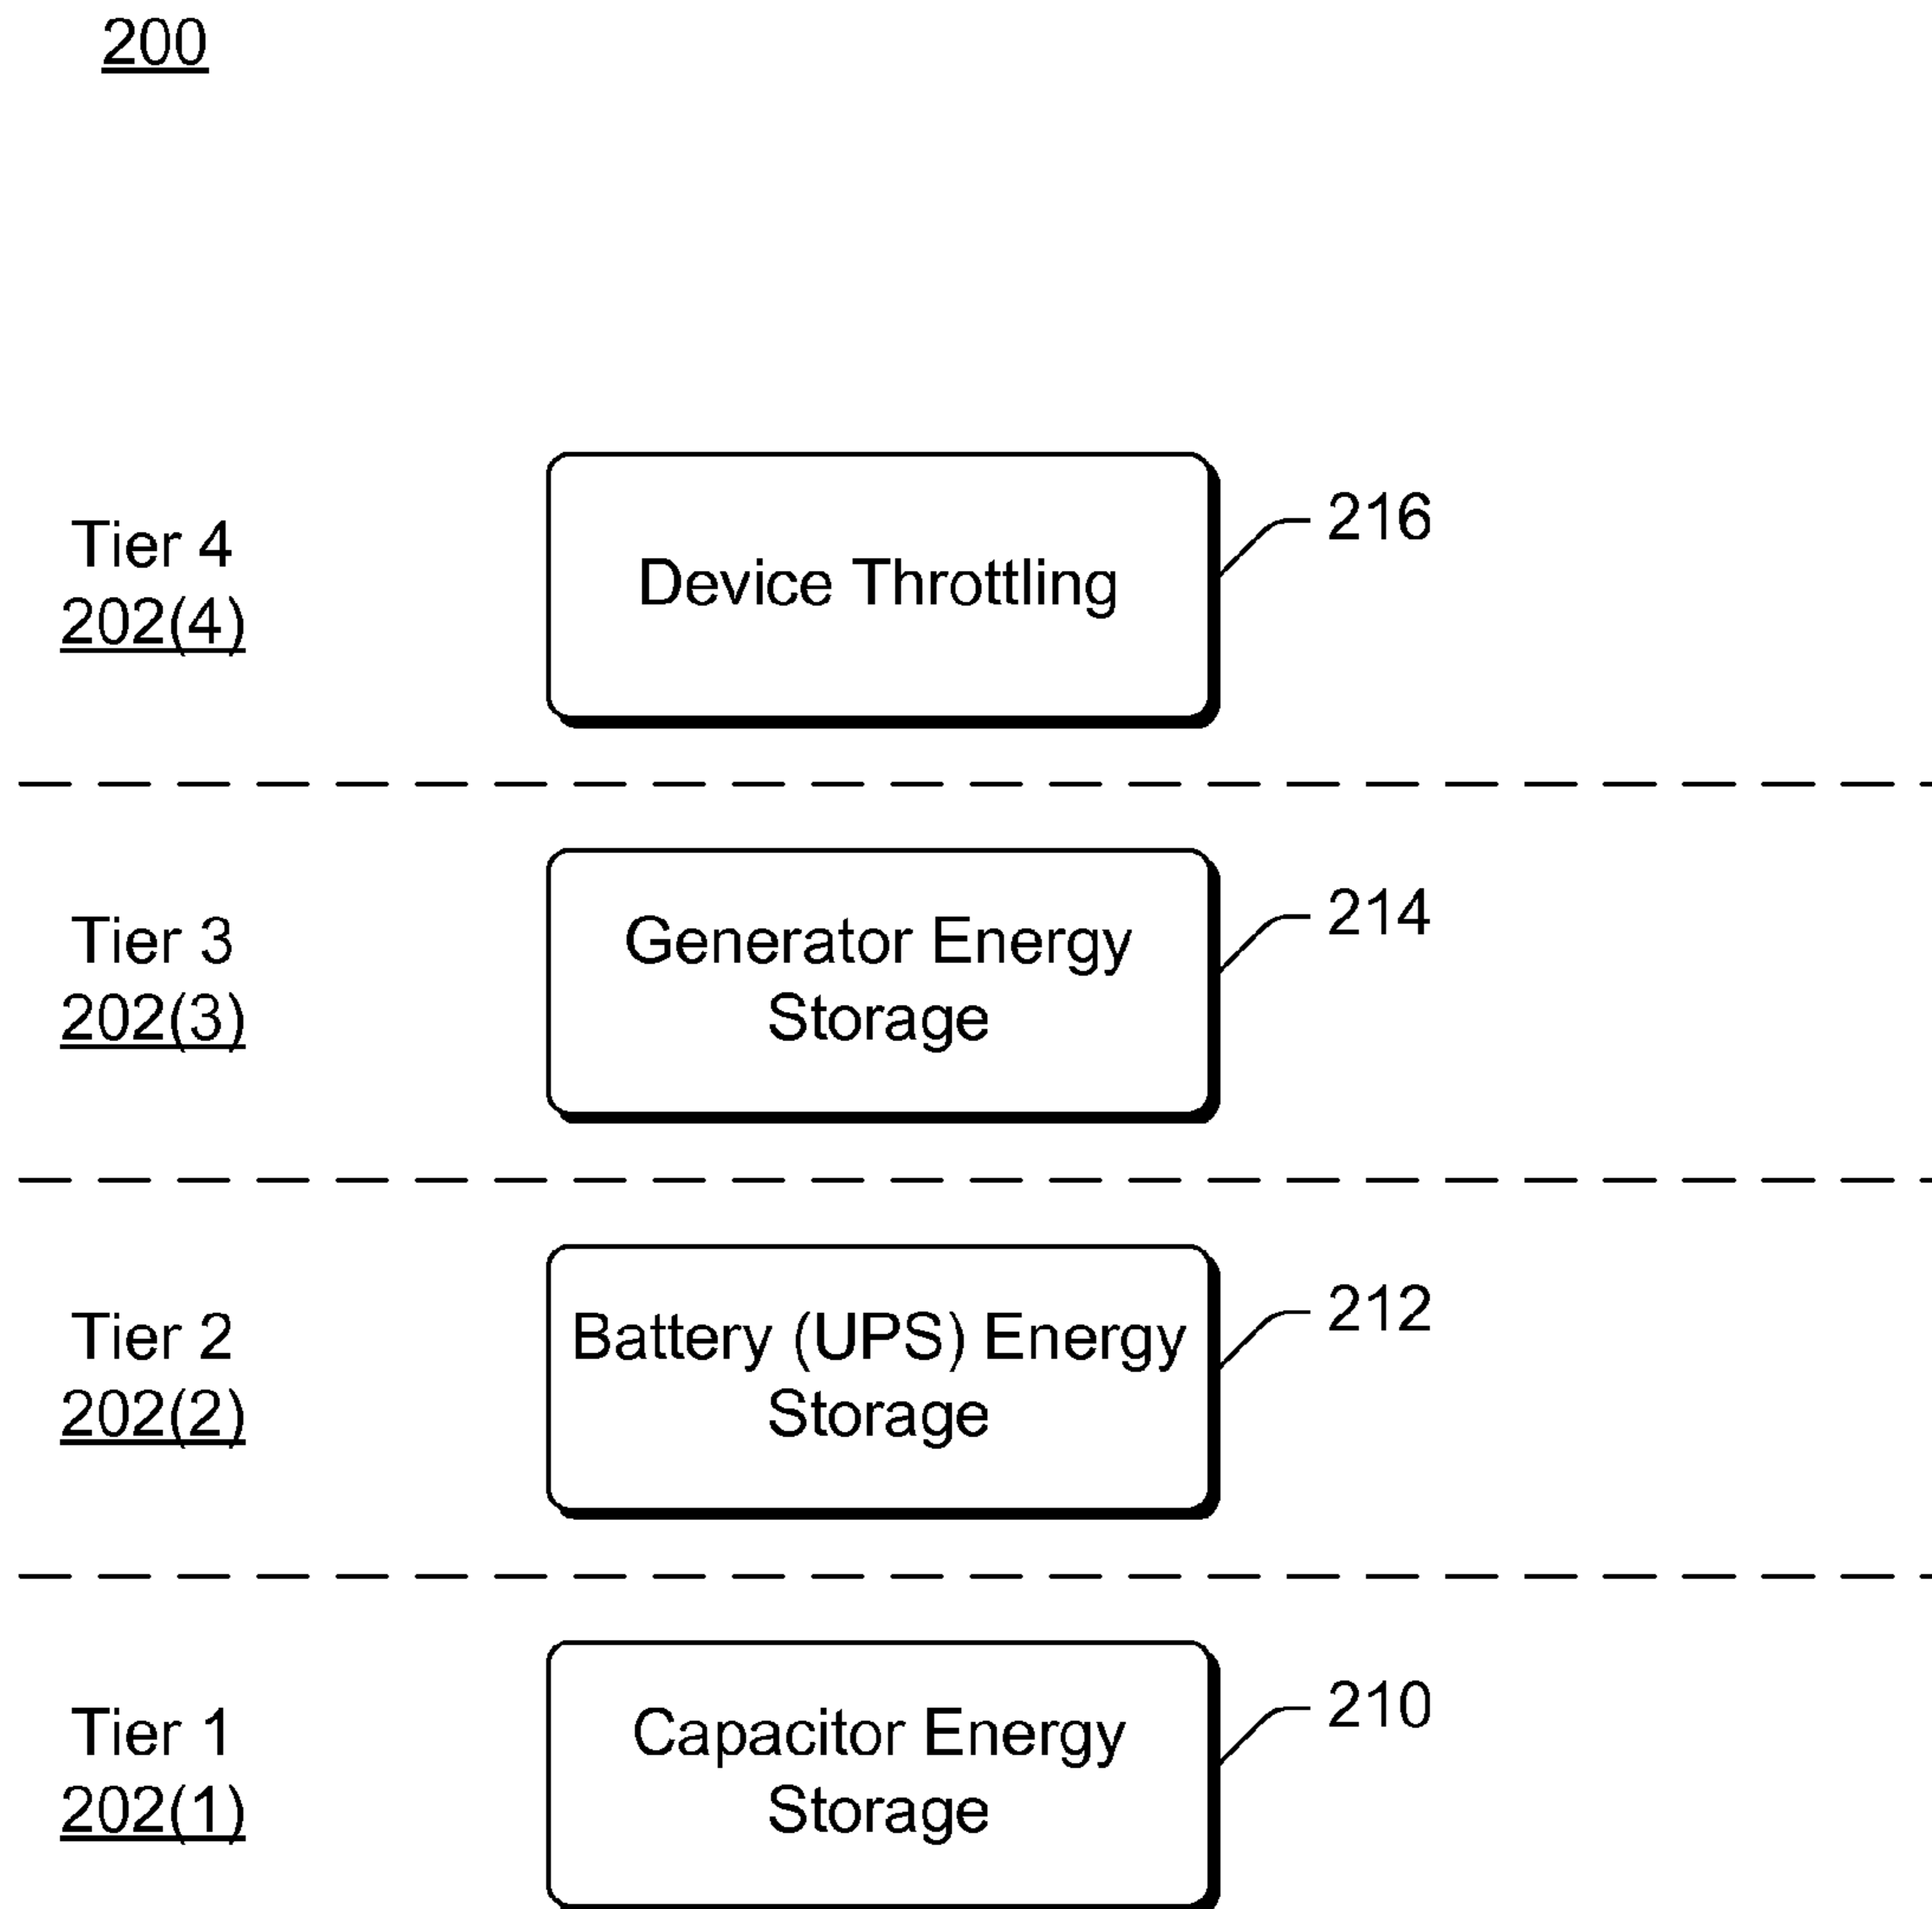 200
Tier 4
202(4)
Device Throttling
216
Tier 3
202(3)
Generator Energy
Storage
214
Tier 2
202(2)
Battery (UPS) Energy
Storage
212
Tier 1
202(1)
Capacitor Energy
Storage
210